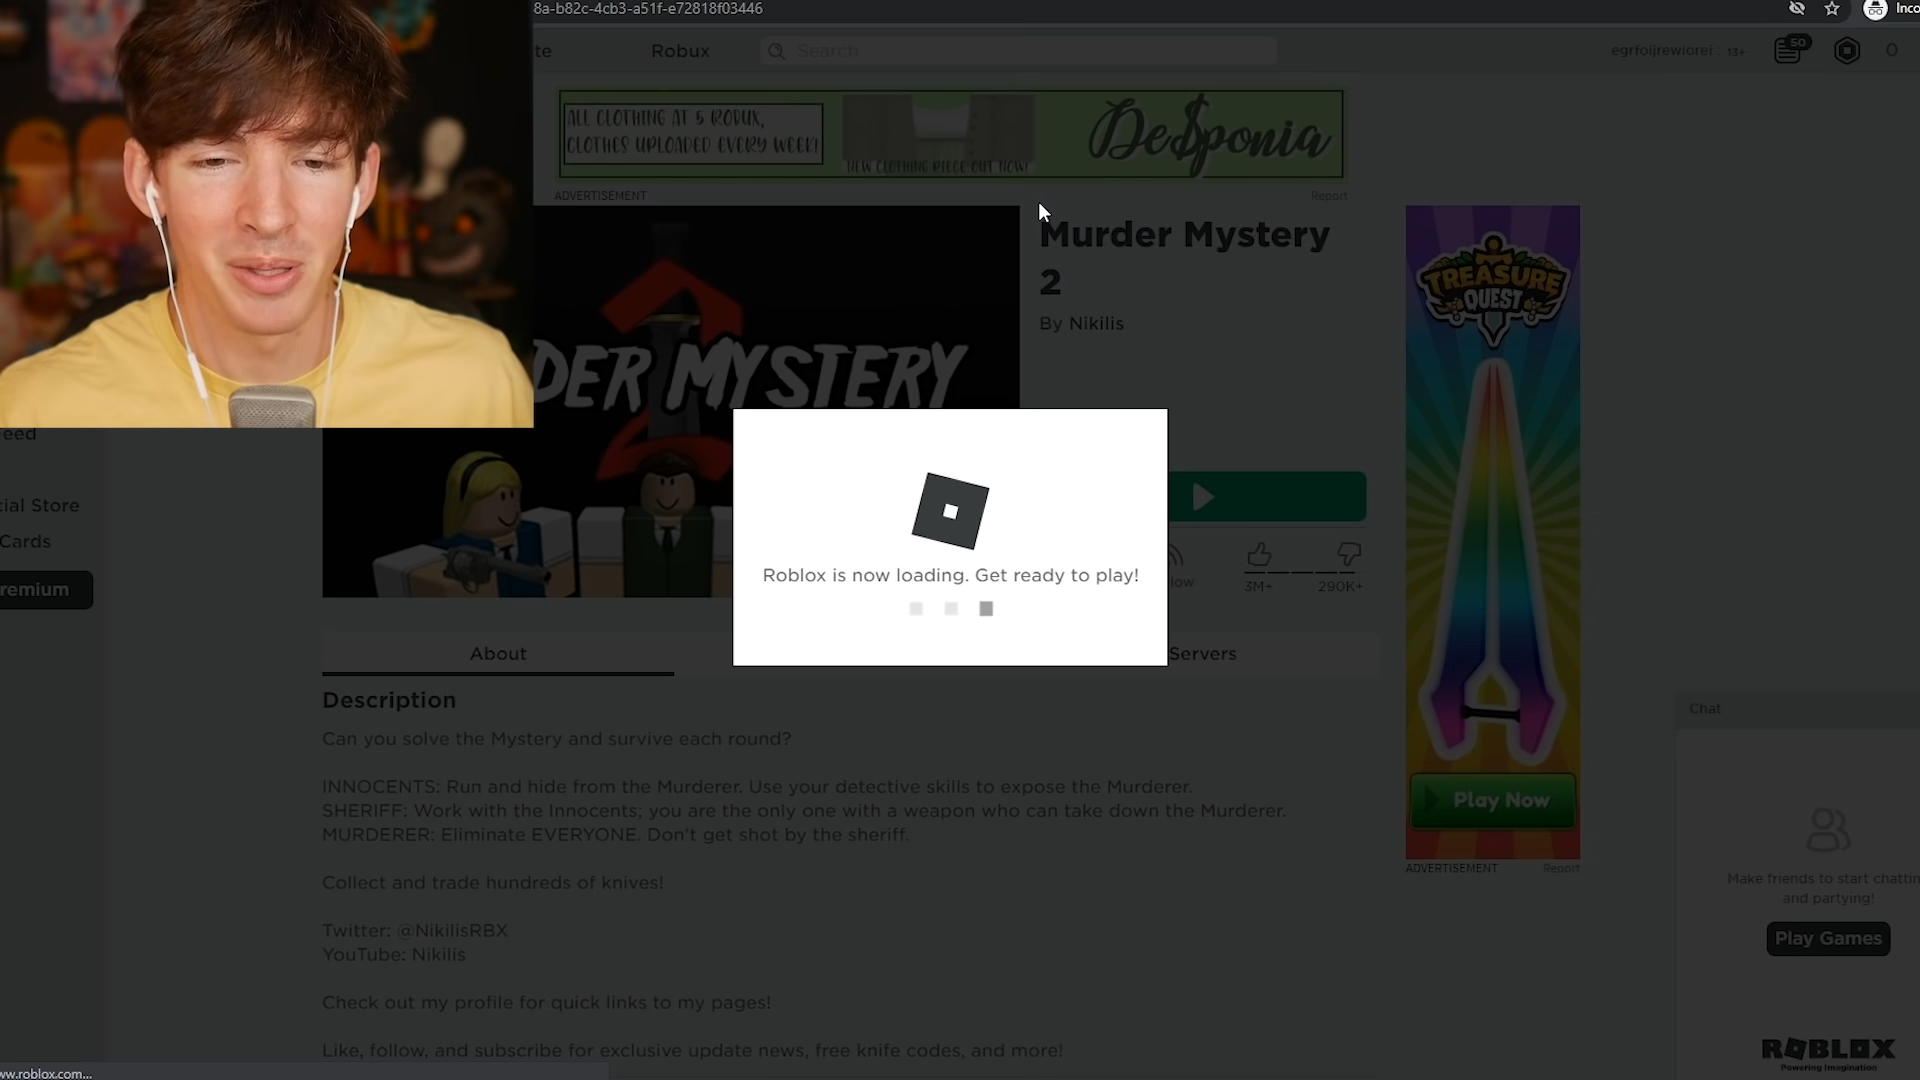 8a-b82c-4cb3-a51f-e72818f03446
Inco
te
Robux
Search
egrfoijrewiorei : 13+
50
0
ALL CLOTHING AT 5 ROBUX,
CLOTHES UPLOADED EVERY WEEK!
NEW CLOTHING PIECE OUT NOW!
De$ponia
ADVERTISEMENT
Report
DER MYSTERY
2
Murder Mystery
2
By Nikilis
TREASURE
QUEST
Play Now
ADVERTISEMENT
Report
eed
cial Store
Cards
remium
Roblox is now loading. Get ready to play!
low
3M+
290K+
About
Servers
Description
Can you solve the Mystery and survive each round?
INNOCENTS: Run and hide from the Murderer. Use your detective skills to expose the Murderer.
SHERIFF: Work with the Innocents; you are the only one with a weapon who can take down the Murderer.
MURDERER: Eliminate EVERYONE. Don't get shot by the sheriff.
Collect and trade hundreds of knives!
Twitter: @NikilisRBX
YouTube: Nikilis
Check out my profile for quick links to my pages!
Like, follow, and subscribe for exclusive update news, free knife codes, and more!
Chat
Make friends to start chattin
and partying!
Play Games
ROBLOX
Powering Imagination
ww.roblox.com...